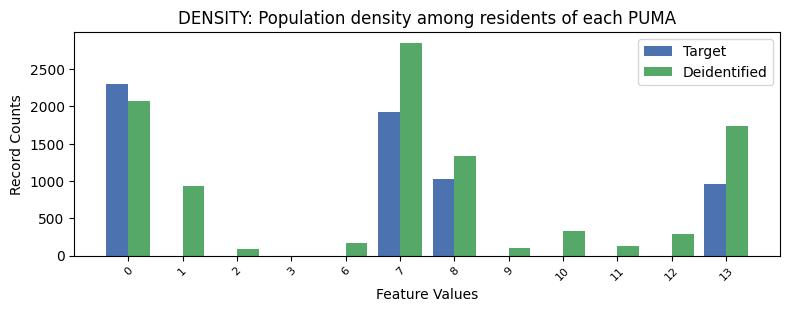 DENSITY: Population density among residents of each PUMA
Target
Deidentified
Record Counts
2500
2000
1500
1000
500
0
0 1 2 3 6 7 8 9 10 11 12 13
Feature Values